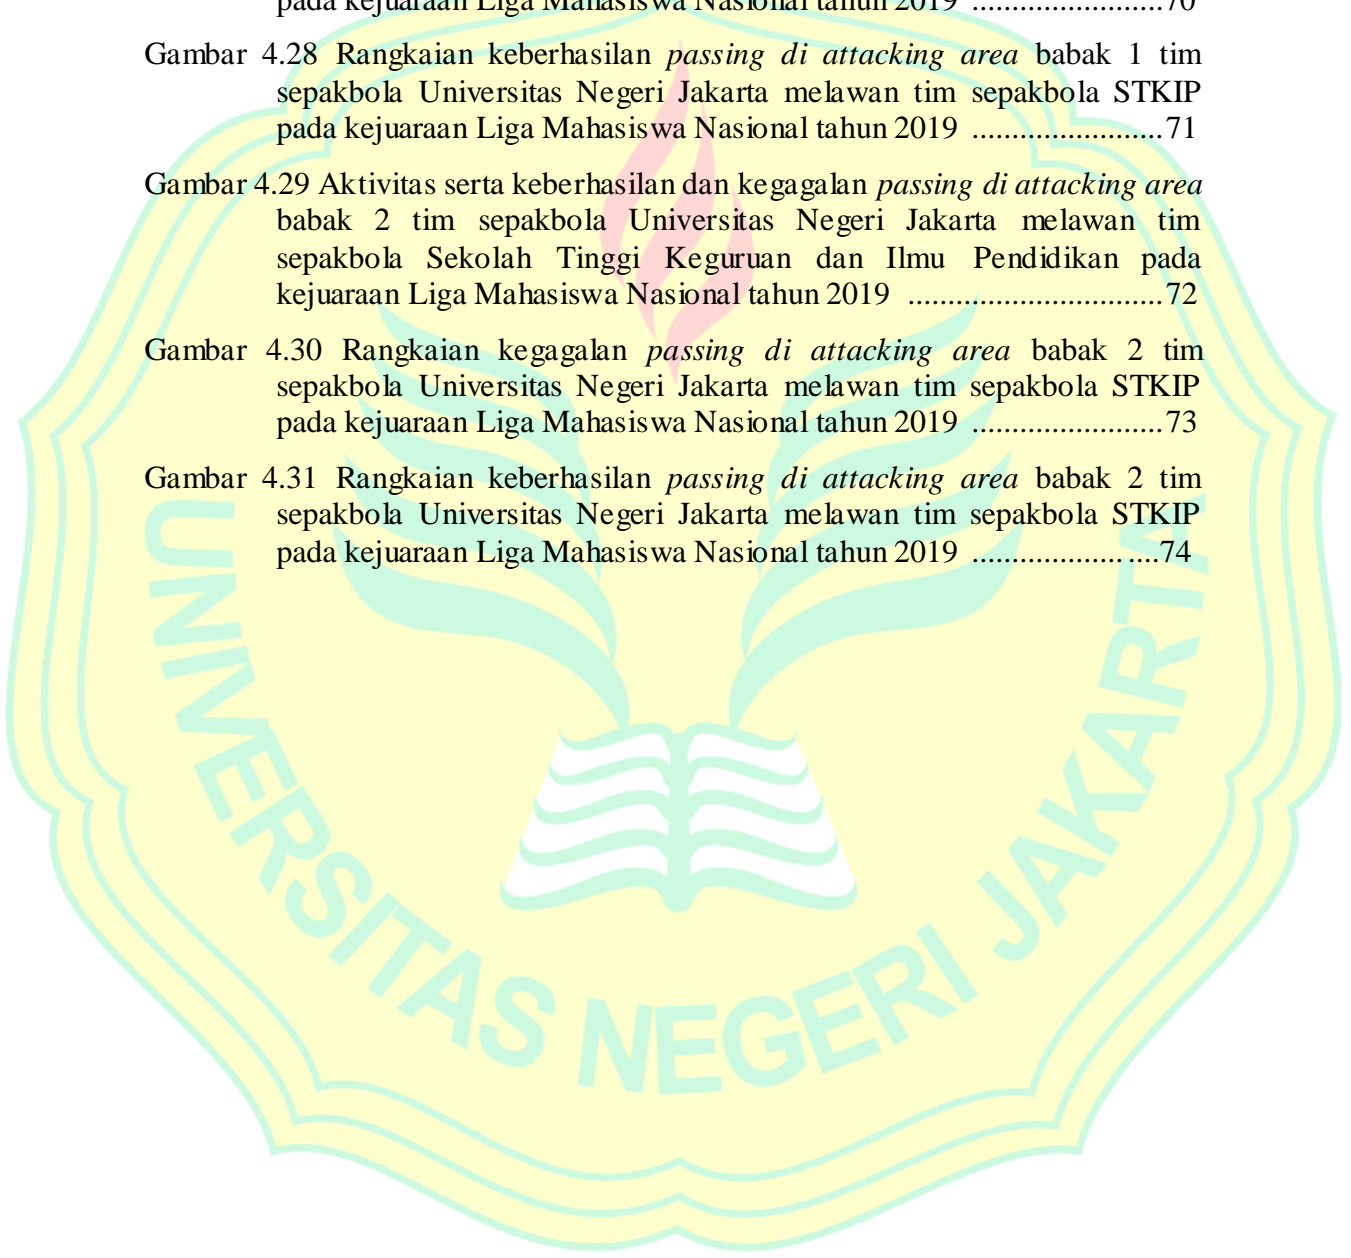 pada kejuaraan Liga Mahasiswa Nasional tahun 2019 ........................70
Gambar 4.28 Rangkaian keberhasilan passing di attacking area babak 1 tim
sepakbola Universitas Negeri Jakarta melawan tim sepakbola STKIP
pada kejuaraan Liga Mahasiswa Nasional tahun 2019 ........................71
Gambar 4.29 Aktivitas serta keberhasilan dan kegagalan passing di attacking area
babak 2 tim sepakbola Universitas Negeri Jakarta melawan tim
sepakbola Sekolah Tinggi Keguruan dan Ilmu Pendidikan pada
kejuaraan Liga Mahasiswa Nasional tahun 2019 ................................72
Gambar 4.30 Rangkaian kegagalan passing di attacking area babak 2 tim
sepakbola Universitas Negeri Jakarta melawan tim sepakbola STKIP
pada kejuaraan Liga Mahasiswa Nasional tahun 2019 ........................73
Gambar 4.31 Rangkaian keberhasilan passing di attacking area babak 2 tim
sepakbola Universitas Negeri Jakarta melawan tim sepakbola STKIP
pada kejuaraan Liga Mahasiswa Nasional tahun 2019 ................... ....74
UNIVERSITAS NEGERI JAKARTA